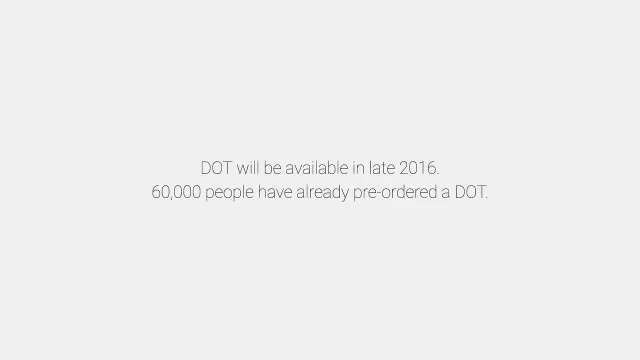 DOT will be available in late 2016.
60,000 people have already pre-ordered a DOT.